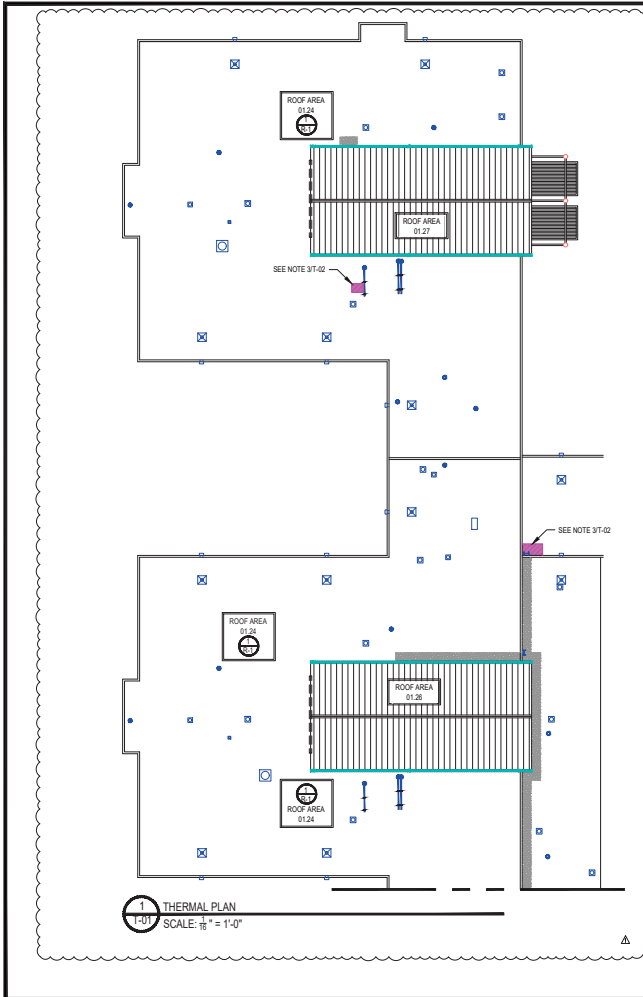 ROOF AREA
01.24
1
R-1
ROOF AREA
01.27
SEE NOTE 3/T-02
SEE NOTE 3/T-02
ROOF AREA
01.24
1
R-1
ROOF AREA
01.26
1
R-1
ROOF AREA
01.24
1
T-01
THERMAL PLAN
SCALE: 1/16" = 1'-0"